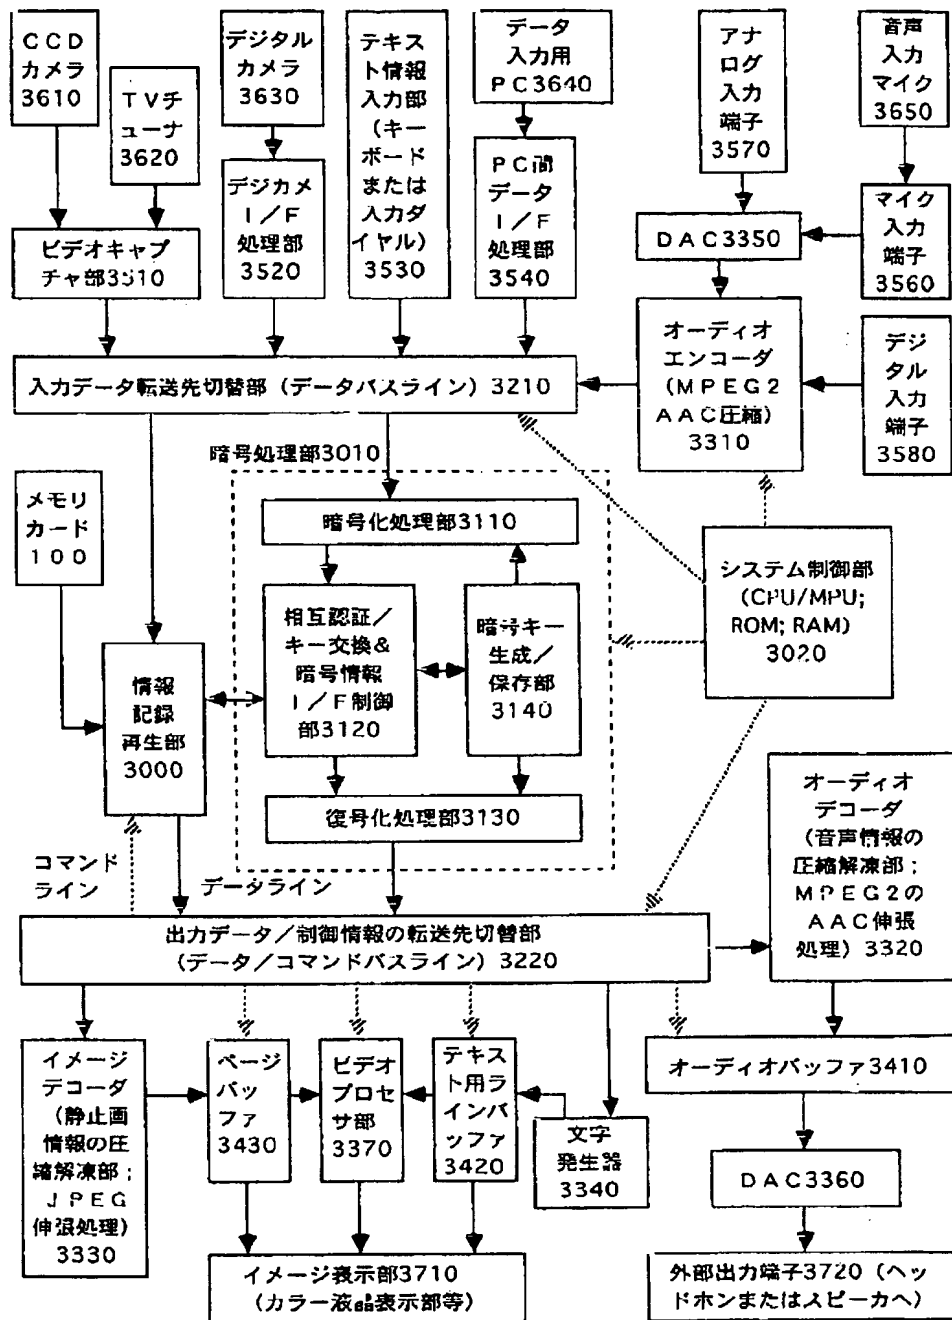 CCD
カメラ
3610
TVチ
ューナ
3620
デジタル
カメラ
3630
テキス
ト情報
入力部
(キー
ボード
または
入力ダ
イヤル)
3530
データ
入力用
PC3640
アナ
ログ
入力
端子
3570
音声
入力
マイク
3650
ビデオキャプ
チャ部3510
デジカメ
I/F
処理部
3520
PC間
データ
I/F
処理部
3540
DAC3350
マイク
入力
端子
3560
オーディオ
エンコーダ
(MPEG2
AAC圧縮)
3310
デジ
タル
入力
端子
3580
入力データ転送先切替部(データバスライン)3210
暗号処理部3010
メモリ
カード
100
暗号化処理部3110
相互認証/
キー交換&
暗号情報
I/F制御
部3120
暗号キー
生成/
保存部
3140
システム制御部
(CPU/MPU;
ROM; RAM)
3020
情報
記録
再生部
3000
復号化処理部3130
オーディオ
デコーダ
(音声情報の
圧縮解凍部;
MPEG2の
AAC伸張
処理)3320
コマンド
ライン
データライン
出力データ/制御情報の転送先切替部
(データ/コマンドバスライン)3220
イメージ
デコーダ
(静止画
情報の圧
縮解凍部;
JPEG
伸張処理)
3330
ページ
バッ
ファ
3430
ビデオ
プロセ
サ部
3370
テキス
ト用ラ
インバ
ッファ
3420
文字
発生器
3340
オーディオバッファ3410
DAC3360
イメージ表示部3710
(カラー液晶表示部等)
外部出力端子3720(ヘッ
ドホンまたはスピーカへ)